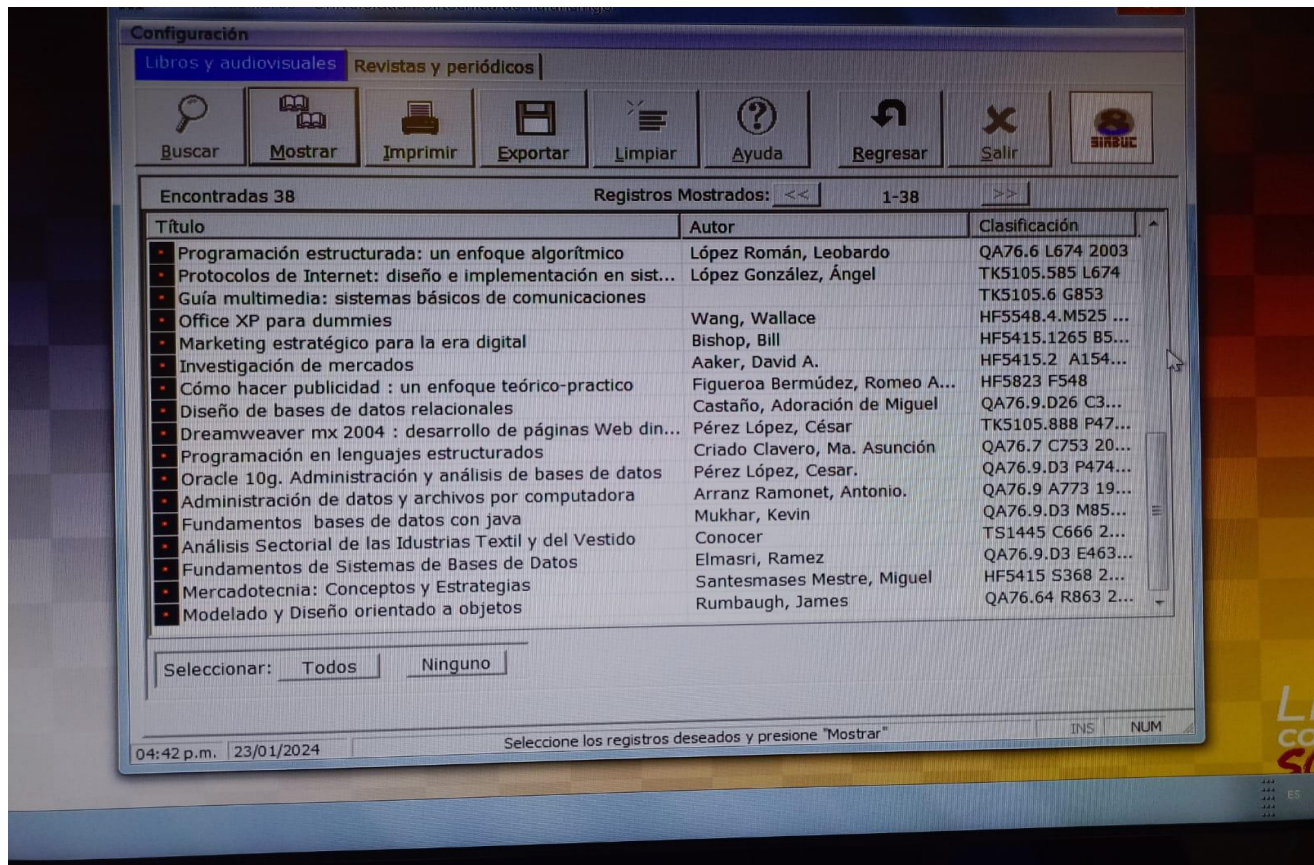 Configuración
Libros y audiovisuales Revistas y periódicos
Buscar Mostrar Imprimir Exportar Limpiar Ayuda Regresar Salir SIABUC
Encontradas 38 Registros Mostrados: << 1-38 >>
Título Autor Clasificación
Programación estructurada: un enfoque algorítmico López Román, Leobardo QA76.6 L674 2003
Protocolos de Internet: diseño e implementación en sist... López González, Ángel TK5105.585 L674
Guía multimedia: sistemas básicos de comunicaciones TK5105.6 G853
Office XP para dummies Wang, Wallace HF5548.4.M525 ...
Marketing estratégico para la era digital Bishop, Bill HF5415.1265 B5...
Investigación de mercados Aaker, David A. HF5415.2 A154...
Cómo hacer publicidad : un enfoque teórico-practico Figueroa Bermúdez, Romeo A... HF5823 F548
Diseño de bases de datos relacionales Castaño, Adoración de Miguel QA76.9.D26 C3...
Dreamweaver mx 2004 : desarrollo de páginas Web din... Pérez López, César TK5105.888 P47...
Programación en lenguajes estructurados Criado Clavero, Ma. Asunción QA76.7 C753 20...
Oracle 10g. Administración y análisis de bases de datos Pérez López, Cesar. QA76.9.D3 P474...
Administración de datos y archivos por computadora Arranz Ramonet, Antonio. QA76.9 A773 19...
Fundamentos bases de datos con java Mukhar, Kevin QA76.9.D3 M85...
Análisis Sectorial de las Idustrias Textil y del Vestido Conocer TS1445 C666 2...
Fundamentos de Sistemas de Bases de Datos Elmasri, Ramez QA76.9.D3 E463...
Mercadotecnia: Conceptos y Estrategias Santesmases Mestre, Miguel HF5415 S368 2...
Modelado y Diseño orientado a objetos Rumbaugh, James QA76.64 R863 2...
Seleccionar: Todos Ninguno
04:42 p.m. 23/01/2024 Seleccione los registros deseados y presione "Mostrar" INS NUM
ES